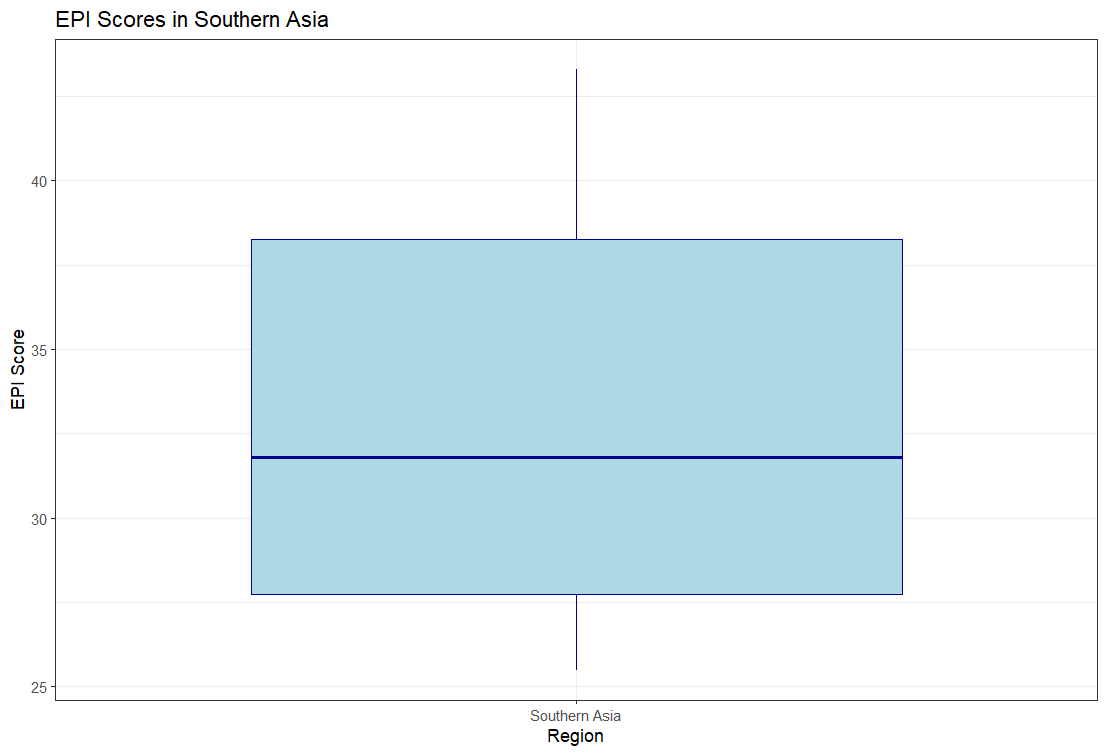 EPI Scores in Southern Asia
EPI Score
40
35
30
25
Southern Asia
Region